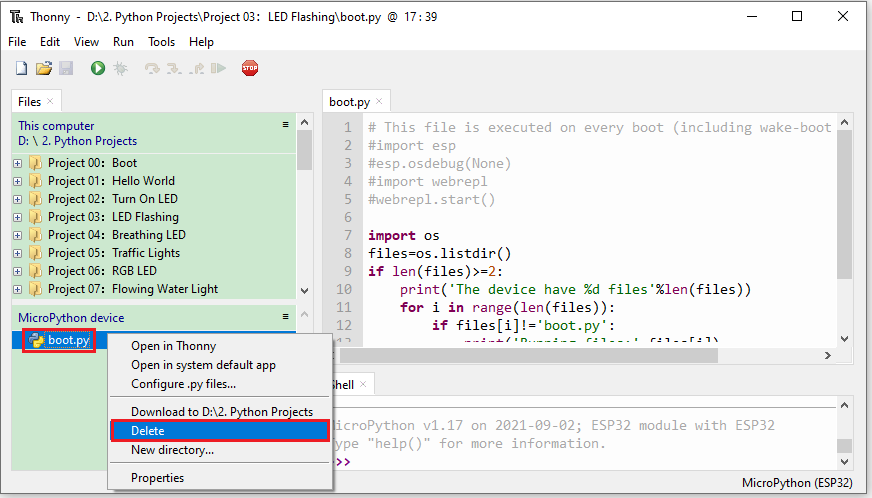 Thonny - D:\2. Python Projects\Project 03: LED Flashing\boot.py @ 17:39
File Edit View Run Tools Help
STOP
Files
This computer
D: \ 2. Python Projects
Project 00: Boot
Project 01: Hello World
Project 02: Turn On LED
Project 03: LED Flashing
Project 04: Breathing LED
Project 05: Traffic Lights
Project 06: RGB LED
Project 07: Flowing Water Light
MicroPython device
boot.py
Open in Thonny
Open in system default app
Configure .py files...
Download to D:\2. Python Projects
Delete
New directory...
Properties
boot.py
1 # This file is executed on every boot (including wake-boot
2 #import esp
3 #esp.osdebug(None)
4 #import webrepl
5 #webrepl.start()
6
7 import os
8 files=os.listdir()
9 if len(files)>=2:
10 print('The device have %d files'%len(files))
11 for i in range(len(files)):
12 if files[i]!='boot.py':
Shell
MicroPython v1.17 on 2021-09-02; ESP32 module with ESP32
Type "help()" for more information.
>>>
MicroPython (ESP32)